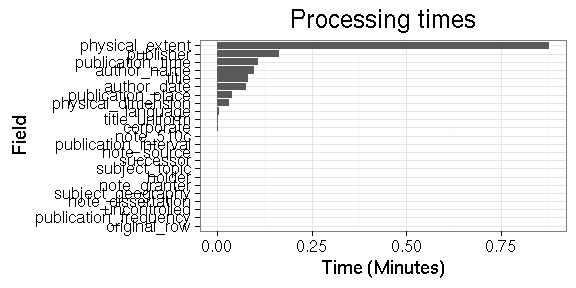 Processing times
physical_extent
publisher
publication_time
author_name
title
author_date
publication_place
physical_dimension
language
title_uniform
corporate
note_510c
publication_interval
note_source
successor
subject_topic
holder
note_granter
subject_geography
note_dissertation
uncontrolled
publication_frequency
original_row
Field
0.00 0.25 0.50 0.75
Time (Minutes)